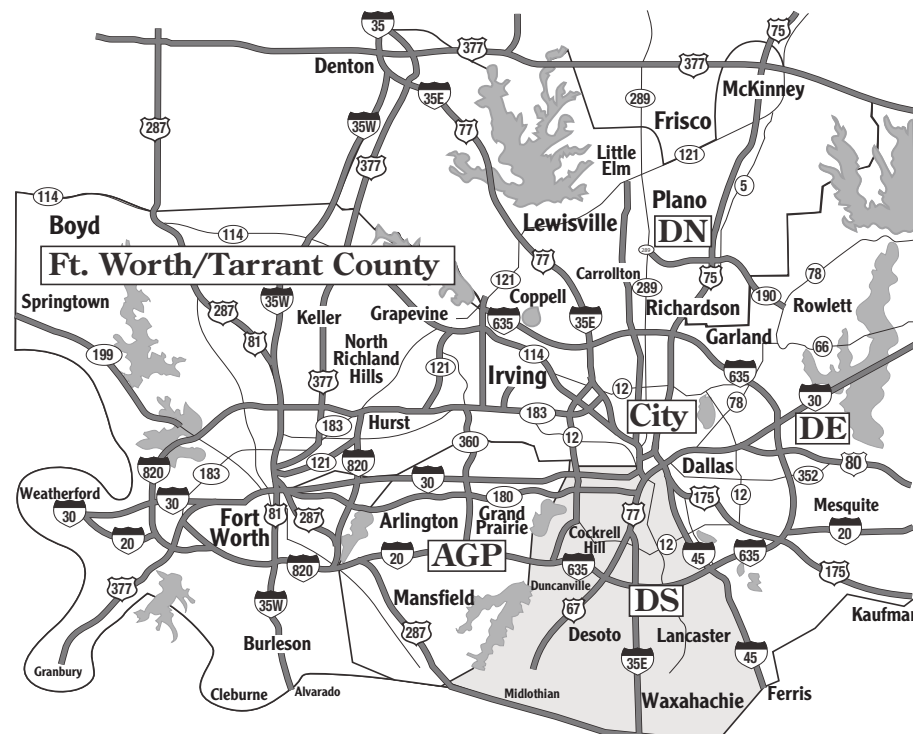 35
75
377
377
Denton
McKinney
35E
289
287
35W
77
Frisco
Little
Elm
121
377
5
114
Plano
Boyd
114
Lewisville
DN
Ft. Worth/Tarrant County
77
Carrollton
78
121
75
Springtown
35W
287
Keller
Grapevine
Coppell
289
Richardson
190
Rowlett
635
35E
Garland
81
North
Richland
Hills
199
114
66
121
Irving
635
377
12
78
30
183
City
Hurst
183
DE
360
12
121
820
820
183
Dallas
80
352
Weatherford
30
30
30
180
175
12
Mesquite
Fort
Worth
81
287
Arlington
Grand
Prairie
77
20
Cockrell
Hill
20
20
AGP
12
45
635
820
635
Duncanville
175
377
35W
Mansfield
67
DS
Kaufman
287
Desoto
Lancaster
Burleson
35E
45
Granbury
Cleburne
Alvarado
Midlothian
Waxahachie
Ferris